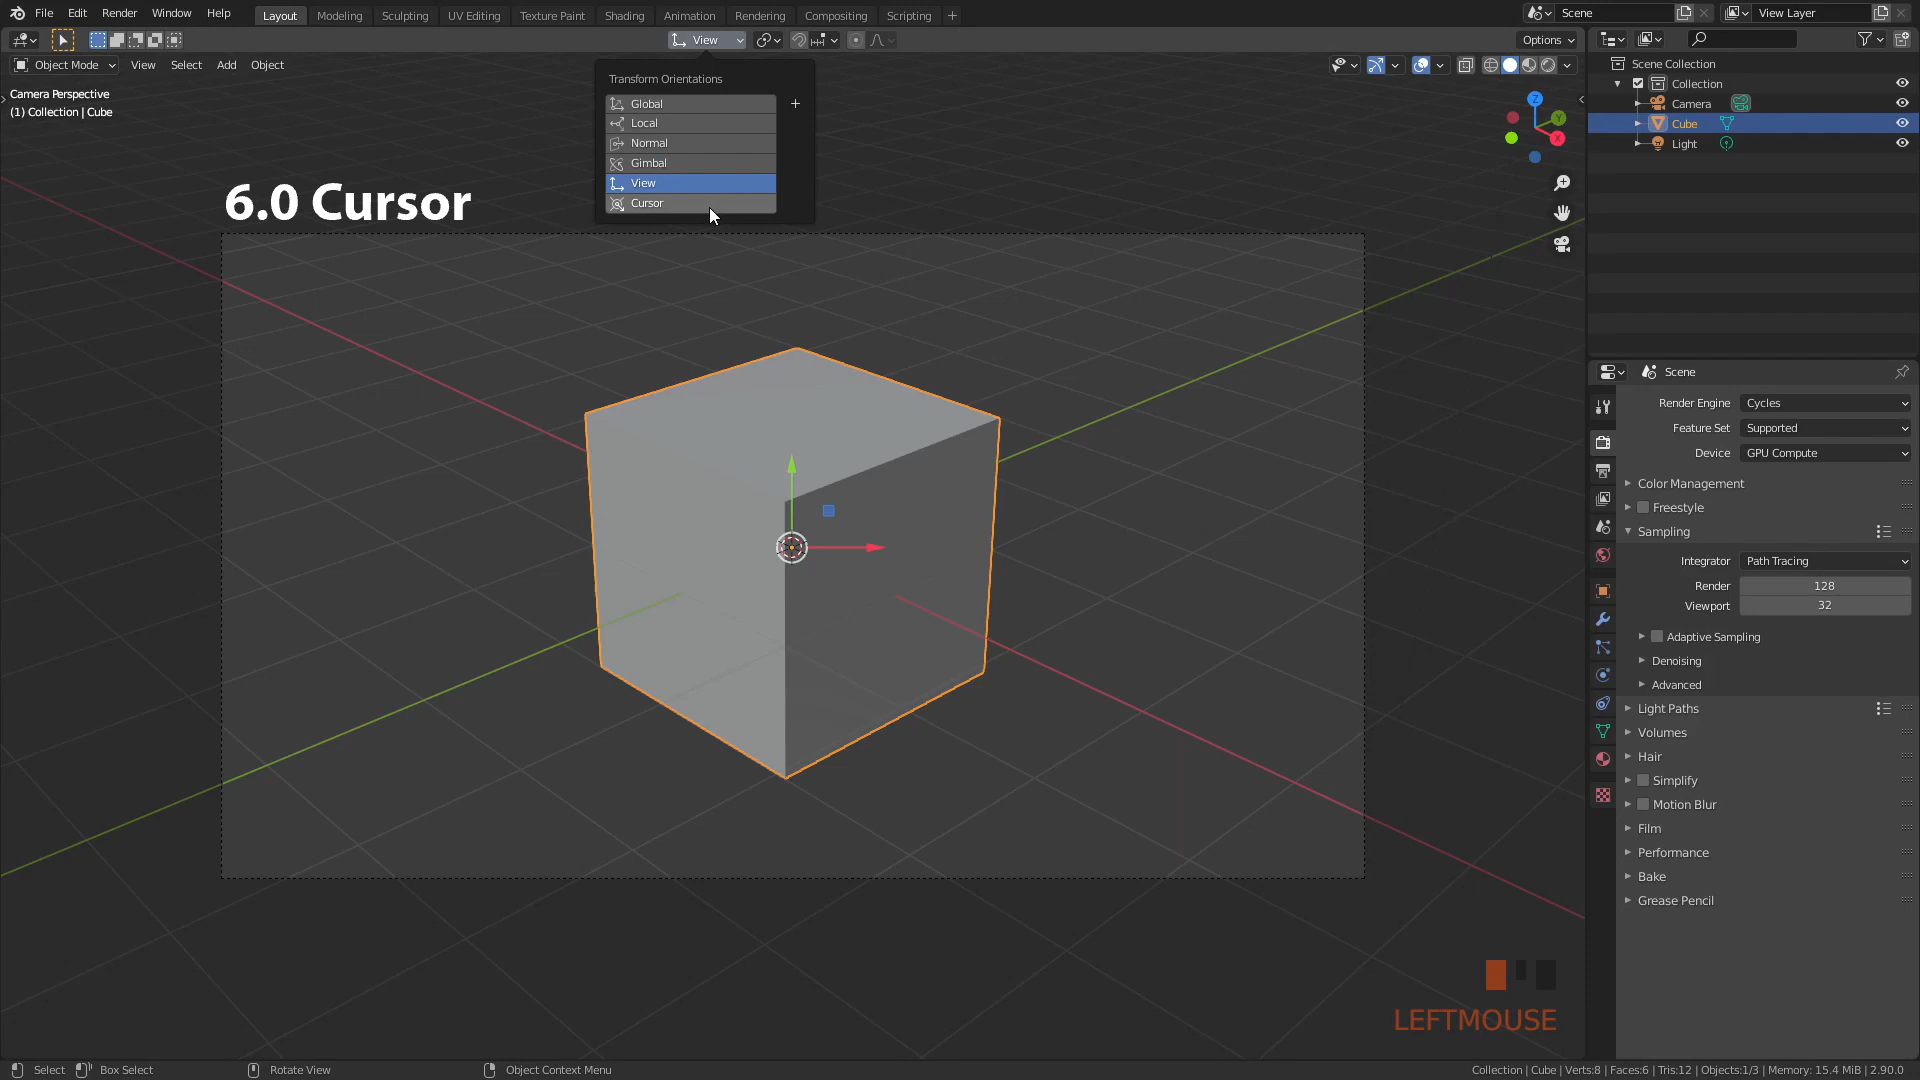 File Edit Render Window Help
Layout Modeling Sculpting UV Editing Texture Paint Shading Animation Rendering Compositing Scripting +
Scene
View Layer
View
Options
Object Mode View Select Add Object
Camera Perspective
(1) Collection | Cube
Transform Orientations
Global
Local
Normal
Gimbal
View
Cursor
6.0 Cursor
Z
Y
X
Scene Collection
Collection
Camera
Cube
Light
Scene
Render Engine Cycles
Feature Set Supported
Device GPU Compute
Color Management
Freestyle
Sampling
Integrator Path Tracing
Render 128
Viewport 32
Adaptive Sampling
Denoising
Advanced
Light Paths
Volumes
Hair
Simplify
Motion Blur
Film
Performance
Bake
Grease Pencil
LEFTMOUSE
Select Box Select Rotate View Object Context Menu
Collection | Cube | Verts:8 | Faces:6 | Tris:12 | Objects:1/3 | Memory: 15.4 MiB | 2.90.0